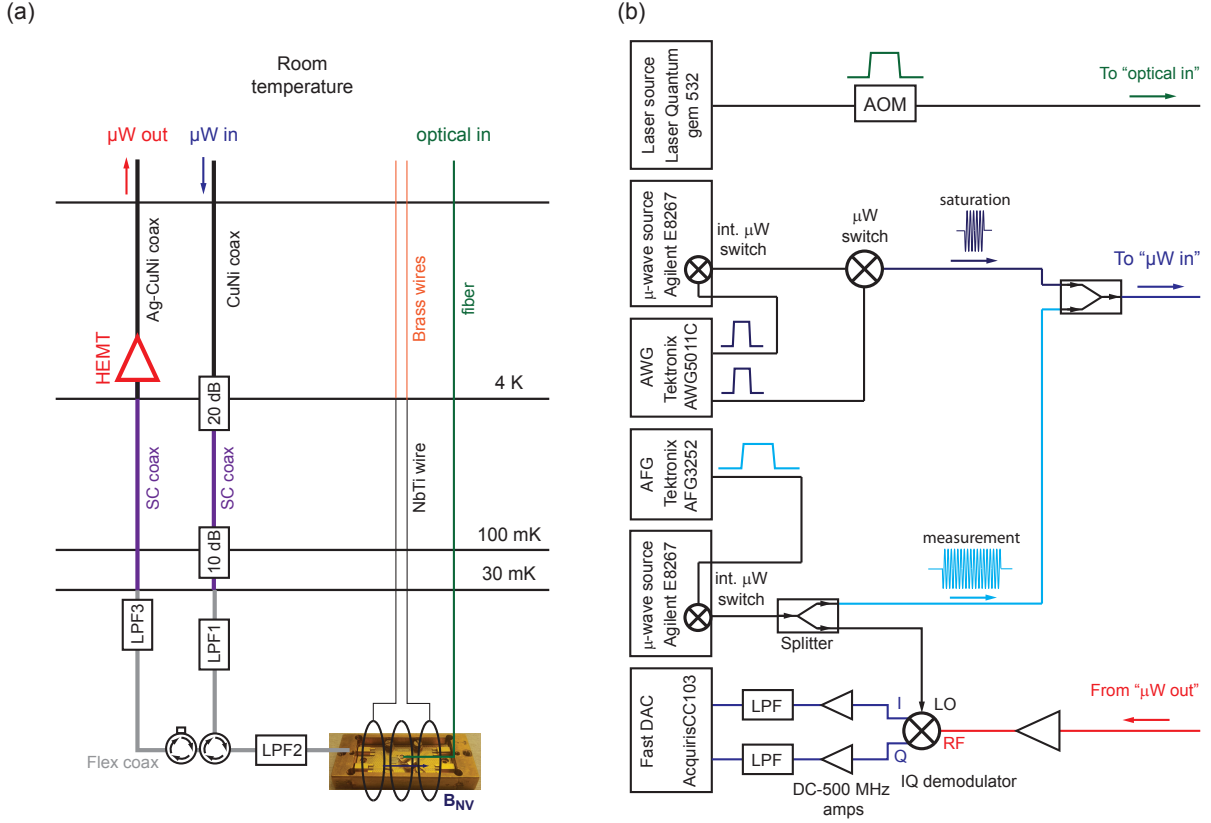 (a)
Room
temperature
µW out
µW in
optical in
Ag-CuNi coax
CuNi coax
Brass wires
fiber
HEMT
4 K
20 dB
SC coax
SC coax
NbTi wire
100 mK
10 dB
30 mK
LPF3
LPF1
Flex coax
LPF2
BNV
(b)
Laser source
Laser Quantum
gem 532
AOM
To “optical in”
µ-wave source
Agilent E8267
int. µW
switch
µW
switch
saturation
To “µW in”
AWG
Tektronix
AWG5011C
AFG
Tektronix
AFG3252
µ-wave source
Agilent E8267
int. µW
switch
measurement
Splitter
Fast DAC
AcquirisCC103
LPF
I
LO
From “µW out”
RF
LPF
Q
IQ demodulator
DC-500 MHz
amps